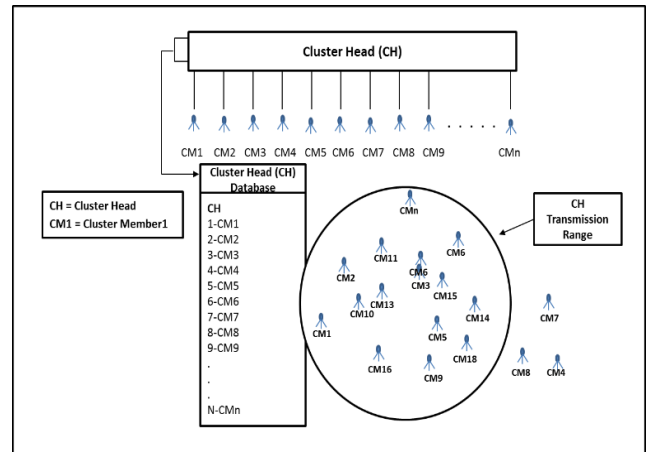 Cluster Head (CH)
CM1 CM2 CM3 CM4 CM5 CM6 CM7 CM8 CM9 . . . . . CMn
Cluster Head (CH)
Database
CH
1-CM1
2-CM2
3-CM3
4-CM4
5-CM5
6-CM6
7-CM7
8-CM8
9-CM9
.
.
.
N-CMn
CH = Cluster Head
CM1 = Cluster Member1
CH
Transmission
Range
CMn
CM6
CM11
CM6
CM2
CM3
CM15
CM13
CM10
CM14
CM7
CM1
CM5
CM18
CM16
CM9
CM8
CM4